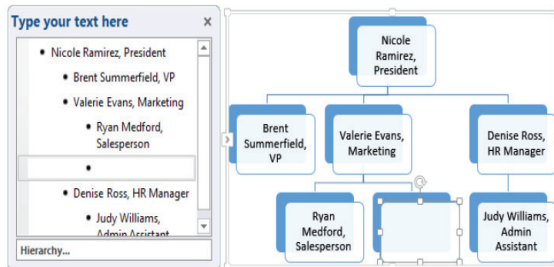 Type your text here
Nicole Ramirez, President
Brent Summerfield, VP
Valerie Evans, Marketing
Ryan Medford,
Salesperson
Denise Ross, HR Manager
Judy Williams,
Admin Assistant
Hierarchy...
Nicole
Ramirez,
President
Brent
Summerfield,
VP
Valerie Evans,
Marketing
Denise Ross,
HR Manager
Ryan
Medford,
Salesperson
Judy Williams,
Admin
Assistant